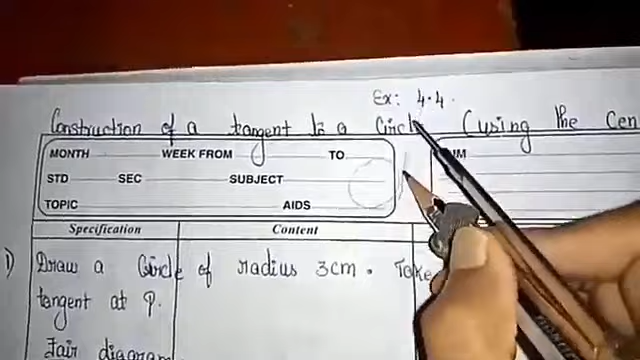 Ex: 4.4.
Construction of a tangent to a Circle (using the Cen
MONTH WEEK FROM TO
STD SEC SUBJECT
TOPIC AIDS
Specification Content
1) Draw a Circle of radius 3cm. Take
tangent at P.
Fair diagram